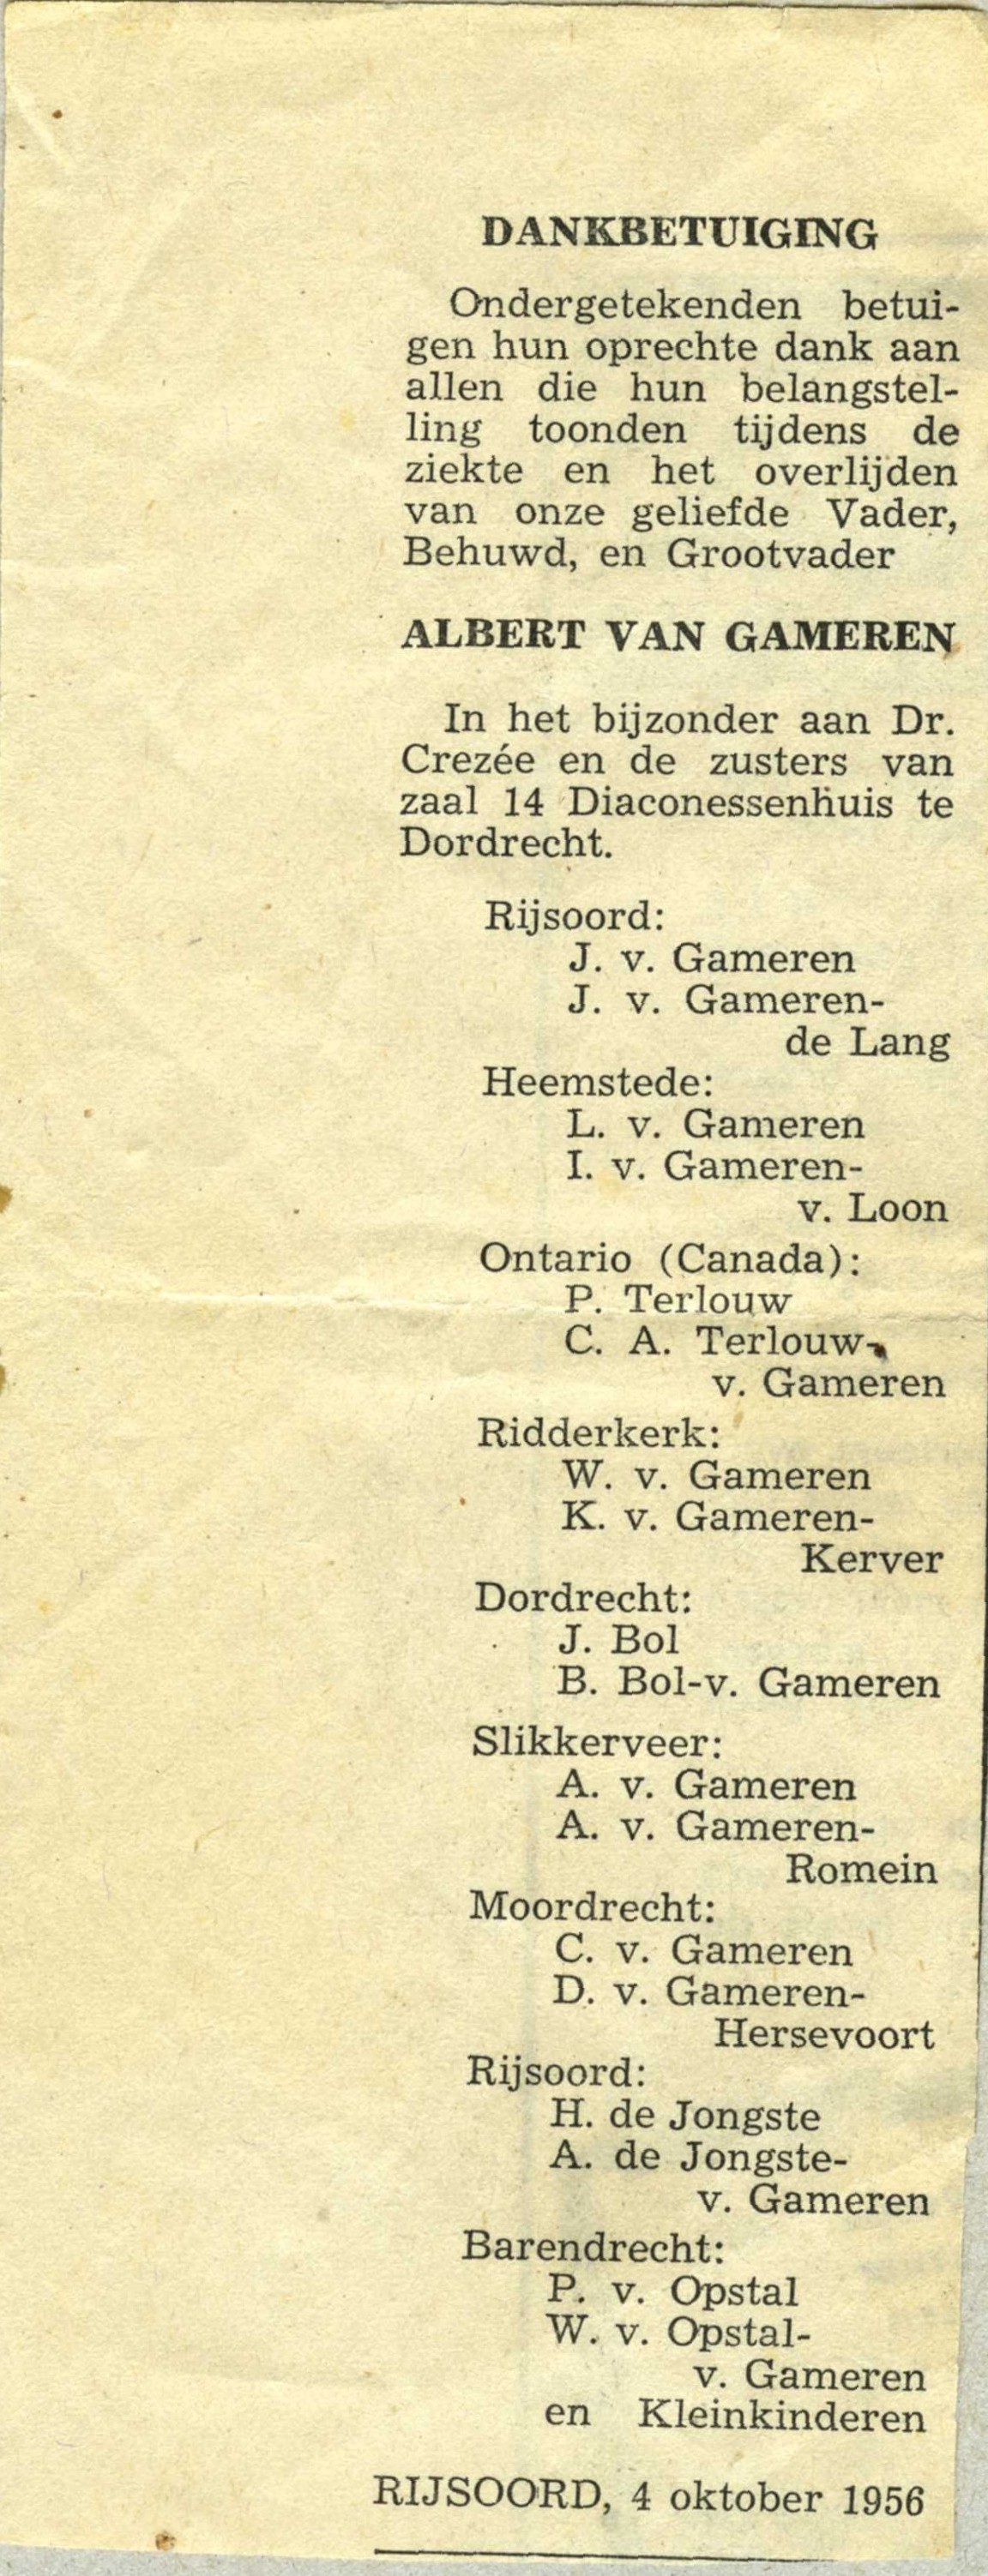 DANKBETUIGING
Ondergetekenden betui-
gen hun oprechte dank aan
allen die hun belangstel-
ling toonden tijdens de
ziekte en het overlijden
van onze geliefde Vader,
Behuwd, en Grootvader
ALBERT VAN GAMEREN
In het bijzonder aan Dr.
Crezée en de zusters van
zaal 14 Diaconessenhuis te
Dordrecht.
Rijsoord:
J. v. Gameren
J. v. Gameren-
de Lang
Heemstede:
L. v. Gameren
I. v. Gameren-
v. Loon
Ontario (Canada):
P. Terlouw
C. A. Terlouw-
v. Gameren
Ridderkerk:
W. v. Gameren
K. v. Gameren-
Kerver
Dordrecht:
J. Bol
B. Bol-v. Gameren
Slikkerveer:
A. v. Gameren
A. v. Gameren-
Romein
Moordrecht:
C. v. Gameren
D. v. Gameren-
Hersevoort
Rijsoord:
H. de Jongste
A. de Jongste-
v. Gameren
Barendrecht:
P. v. Opstal
W. v. Opstal-
v. Gameren
en Kleinkinderen
RIJSOORD, 4 oktober 1956